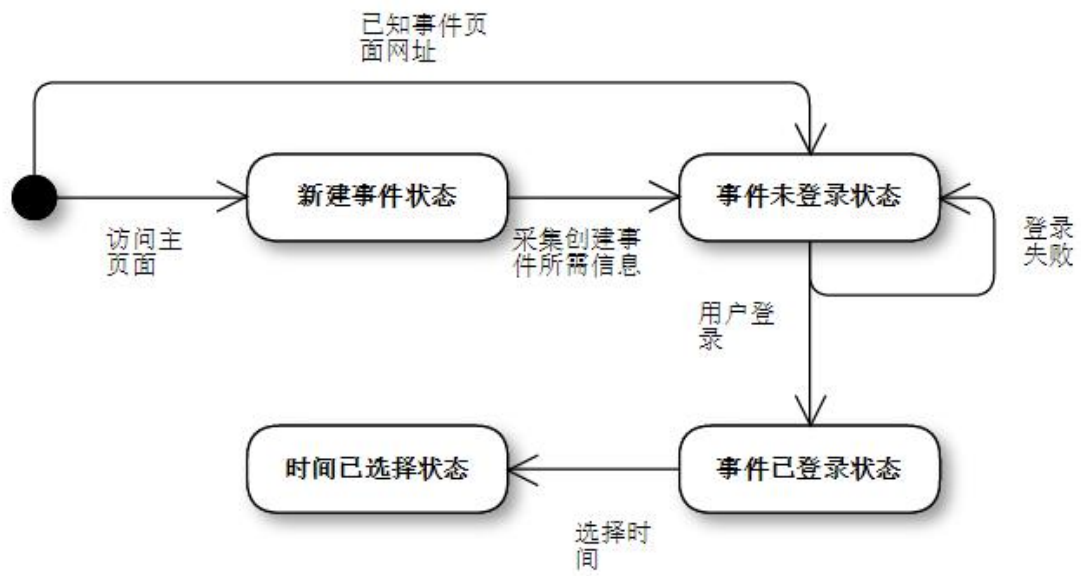 已知事件页
面网址
新建事件状态
事件未登录状态
访问主
页面
采集创建事
件所需信息
登录
失败
用户登
录
时间已选择状态
事件已登录状态
选择时
间